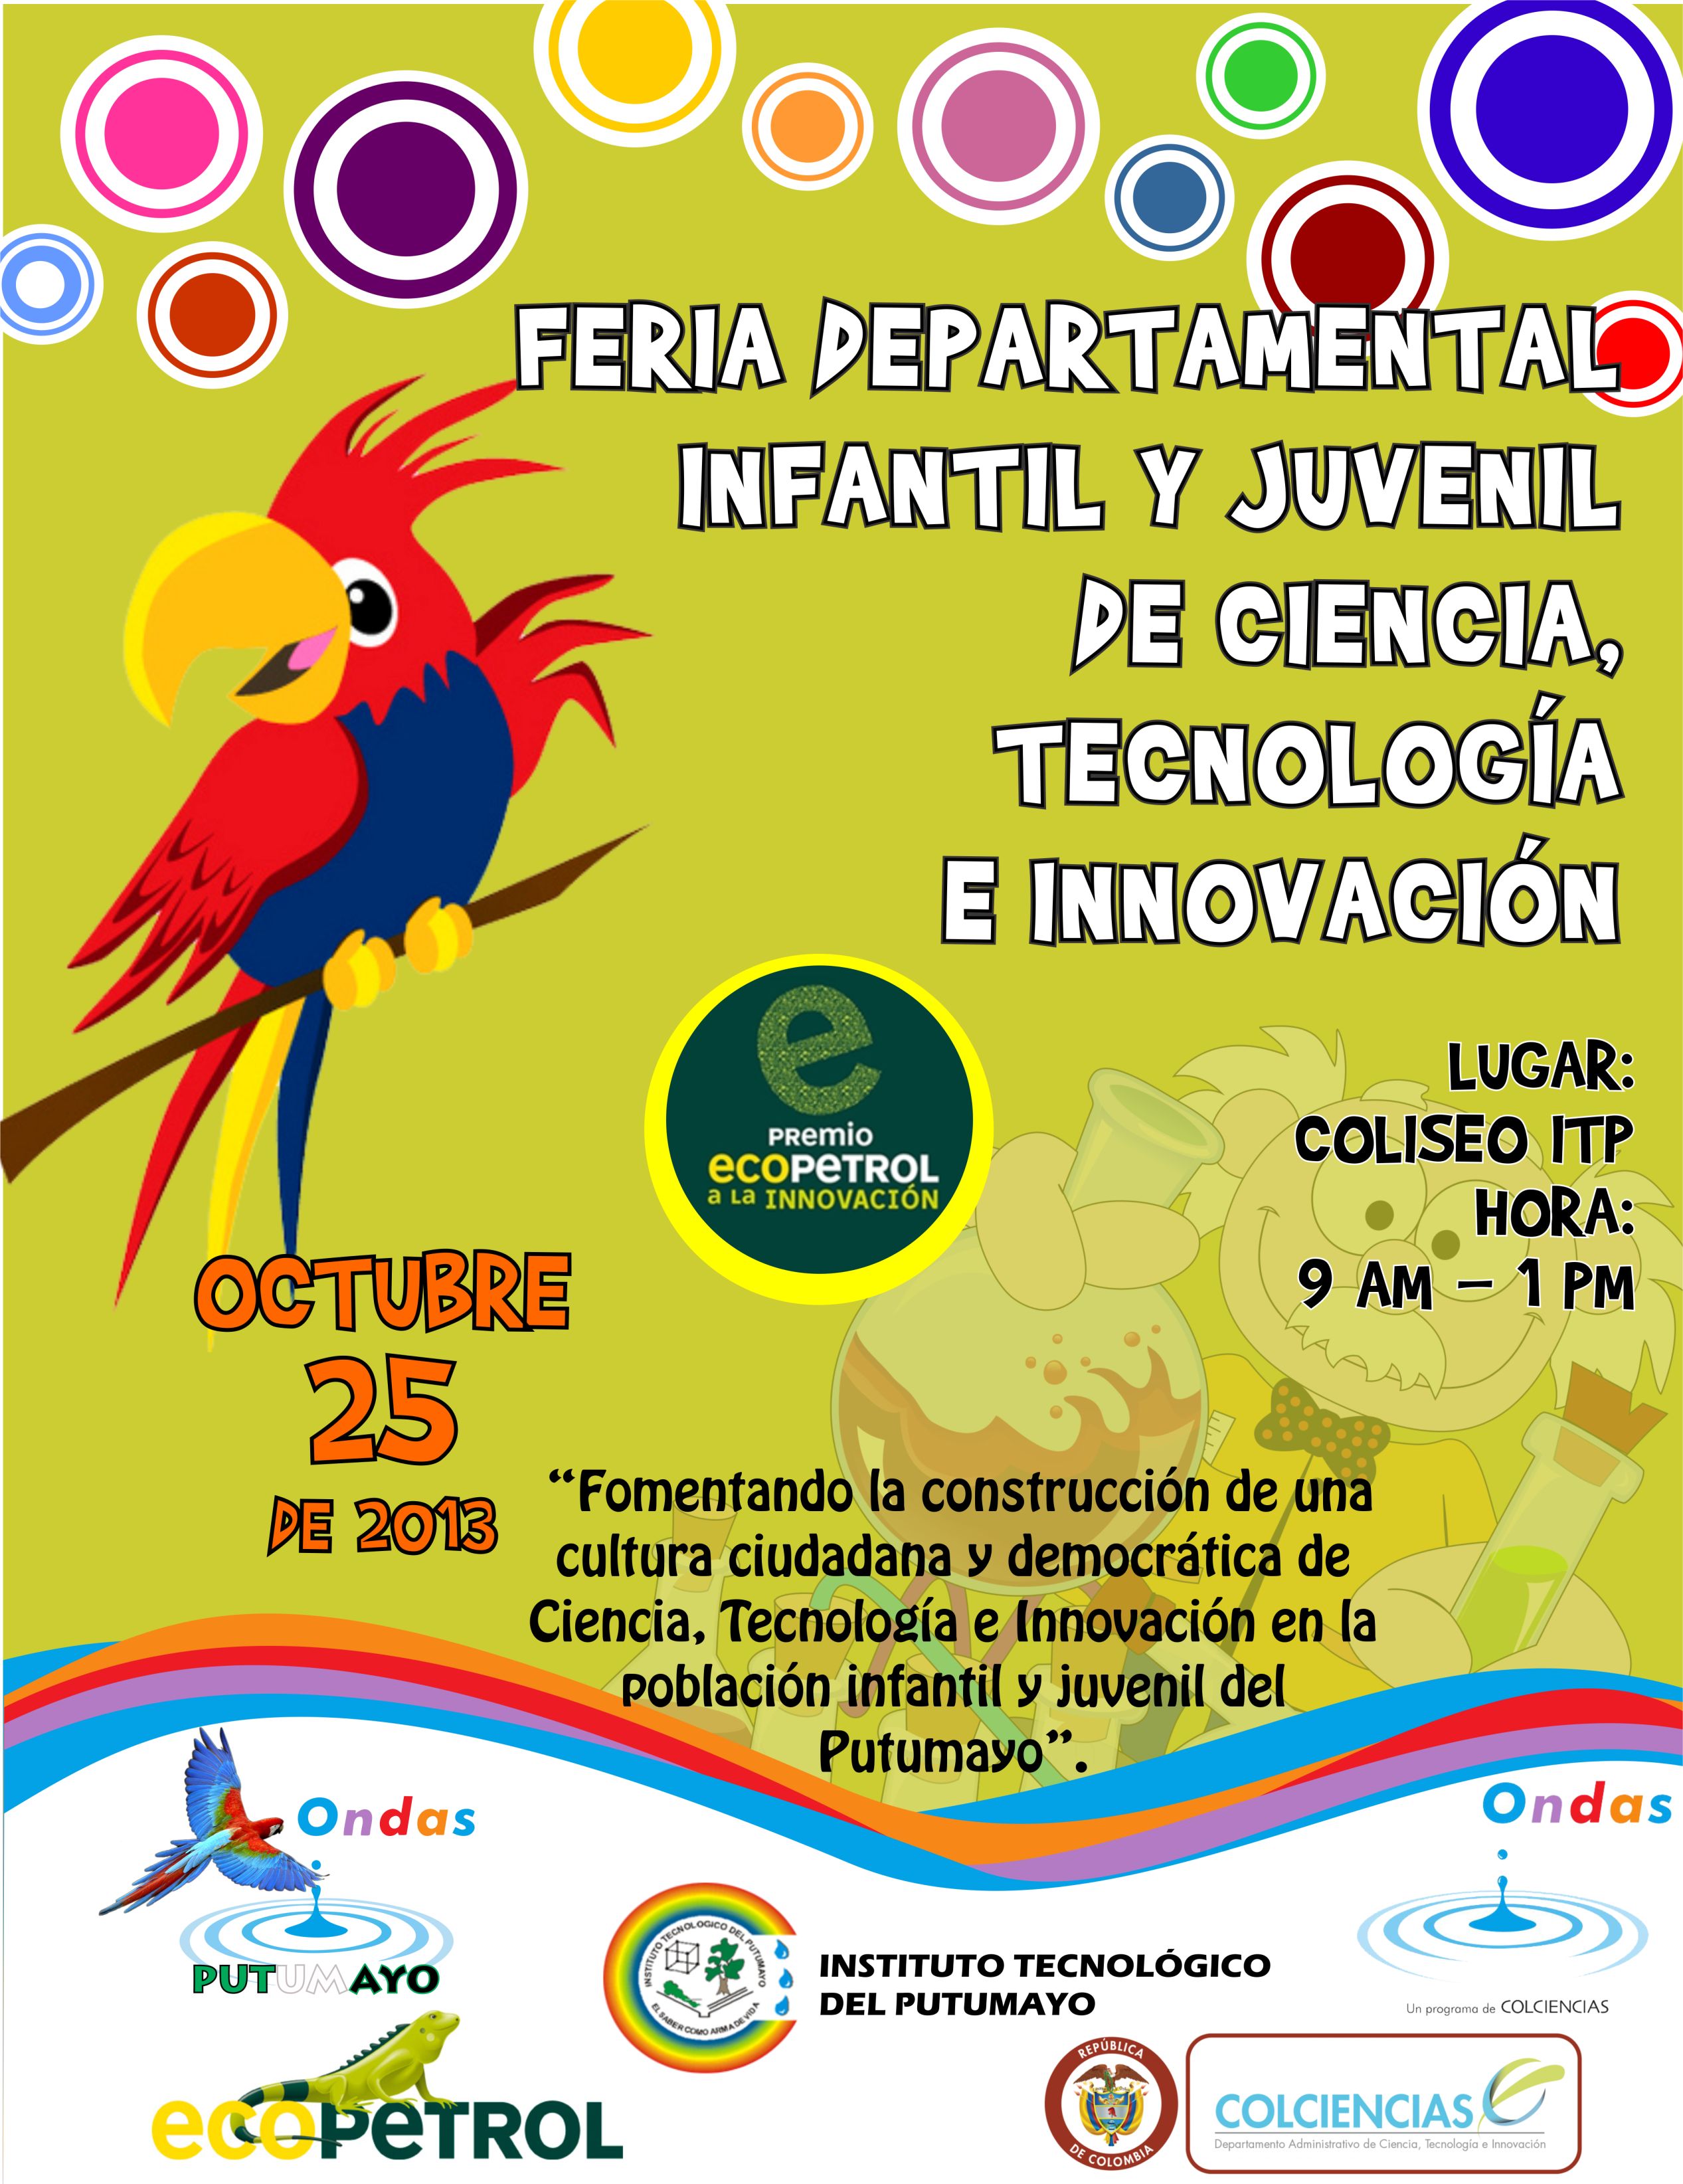 FERIA DEPARTAMENTAL
INFANTIL Y JUVENIL
DE CIENCIA,
TECNOLOGÍA
E INNOVACIÓN
e
PREMIO
ECOPETROL
A LA INNOVACIÓN
LUGAR:
COLISEO ITP
HORA:
9 AM - 1 PM
OCTUBRE
25
DE 2013
“Fomentando la construcción de una
cultura ciudadana y democrática de
Ciencia, Tecnología e Innovación en la
población infantil y juvenil del
Putumayo”.
Ondas
PUTUMAYO
ecoPeTROL
INSTITUTO TECNOLOGICO DEL PUTUMAYO
EL SABER COMO ARMA DE VIDA
INSTITUTO TECNOLÓGICO
DEL PUTUMAYO
Ondas
Un programa de COLCIENCIAS
REPÚBLICA
DE COLOMBIA
COLCIENCIAS
Departamento Administrativo de Ciencia, Tecnología e Innovación